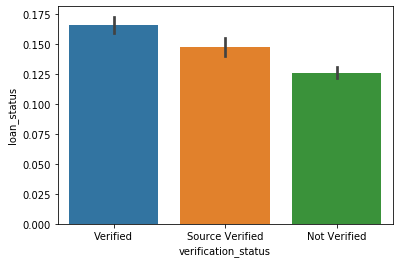 0.175
0.150
0.125
0.100
0.075
0.050
0.025
0.000
loan_status
Verified
Source Verified
Not Verified
verification_status